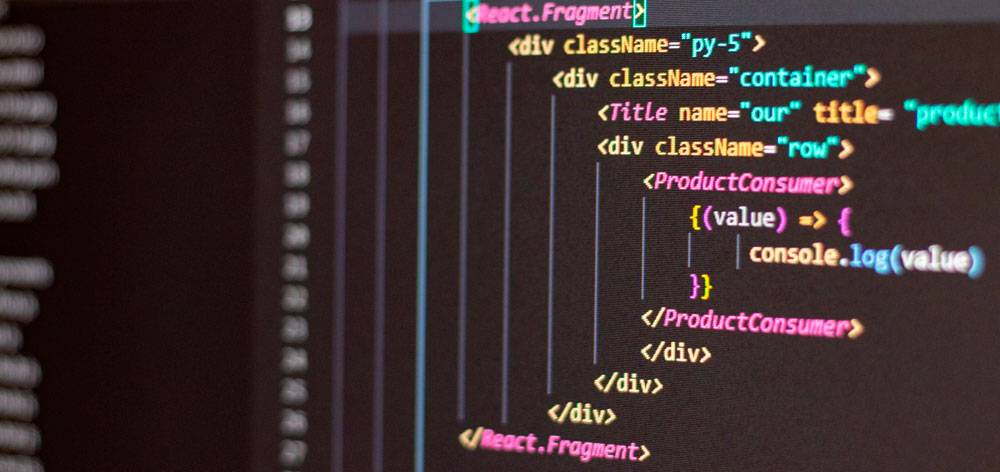 <React.Fragment>
<div className="py-5">
<div className="container">
<Title name="our" title= "product
<div className="row">
<ProductConsumer>
{(value) => {
console.log(value)
}}
</ProductConsumer>
</div>
</div>
</div>
</React.Fragment>